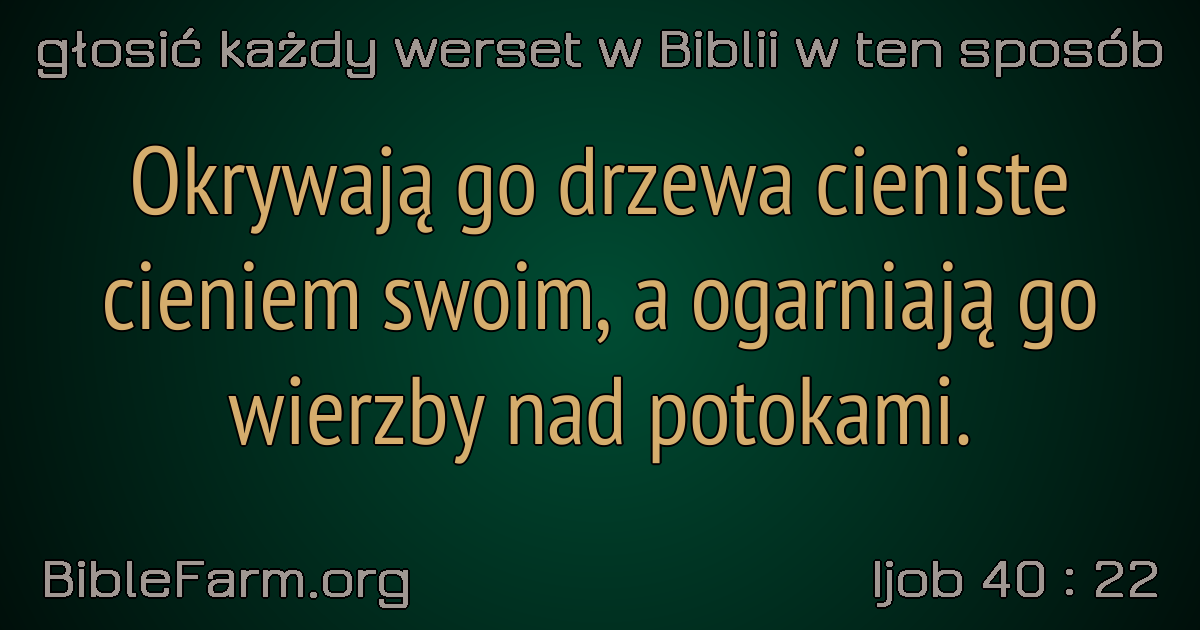 głosić każdy werset w Biblii w ten sposób
Okrywają go drzewa cieniste
cieniem swoim, a ogarniają go
wierzby nad potokami.
BibleFarm.org
Ijob 40 : 22